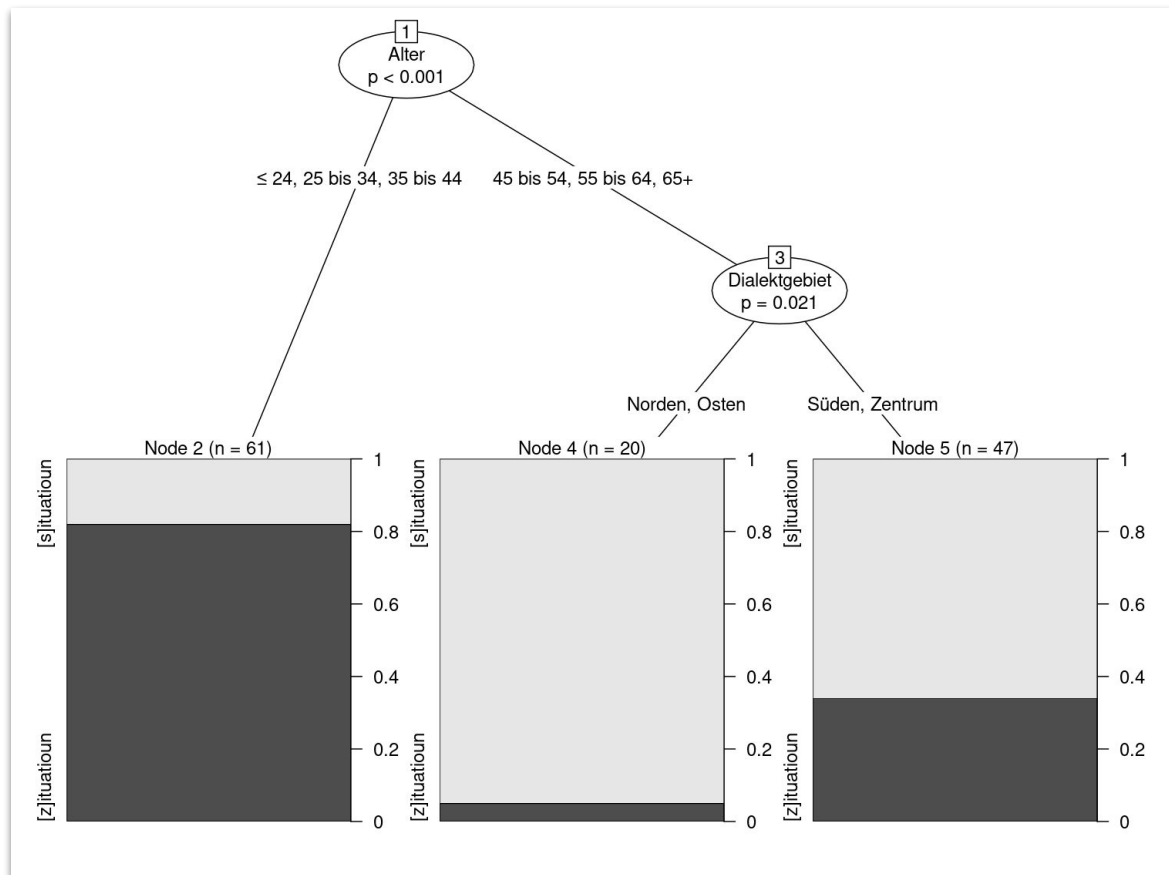 1
Alter
p < 0.001
≤ 24, 25 bis 34, 35 bis 44
45 bis 54, 55 bis 64, 65+
3
Dialektgebiet
p = 0.021
Norden, Osten
Süden, Zentrum
Node 2 (n = 61)
[s]ituatioun
[z]ituatioun
1
0.8
0.6
0.4
0.2
0
Node 4 (n = 20)
[s]ituatioun
[z]ituatioun
1
0.8
0.6
0.4
0.2
0
Node 5 (n = 47)
[s]ituatioun
[z]ituatioun
1
0.8
0.6
0.4
0.2
0